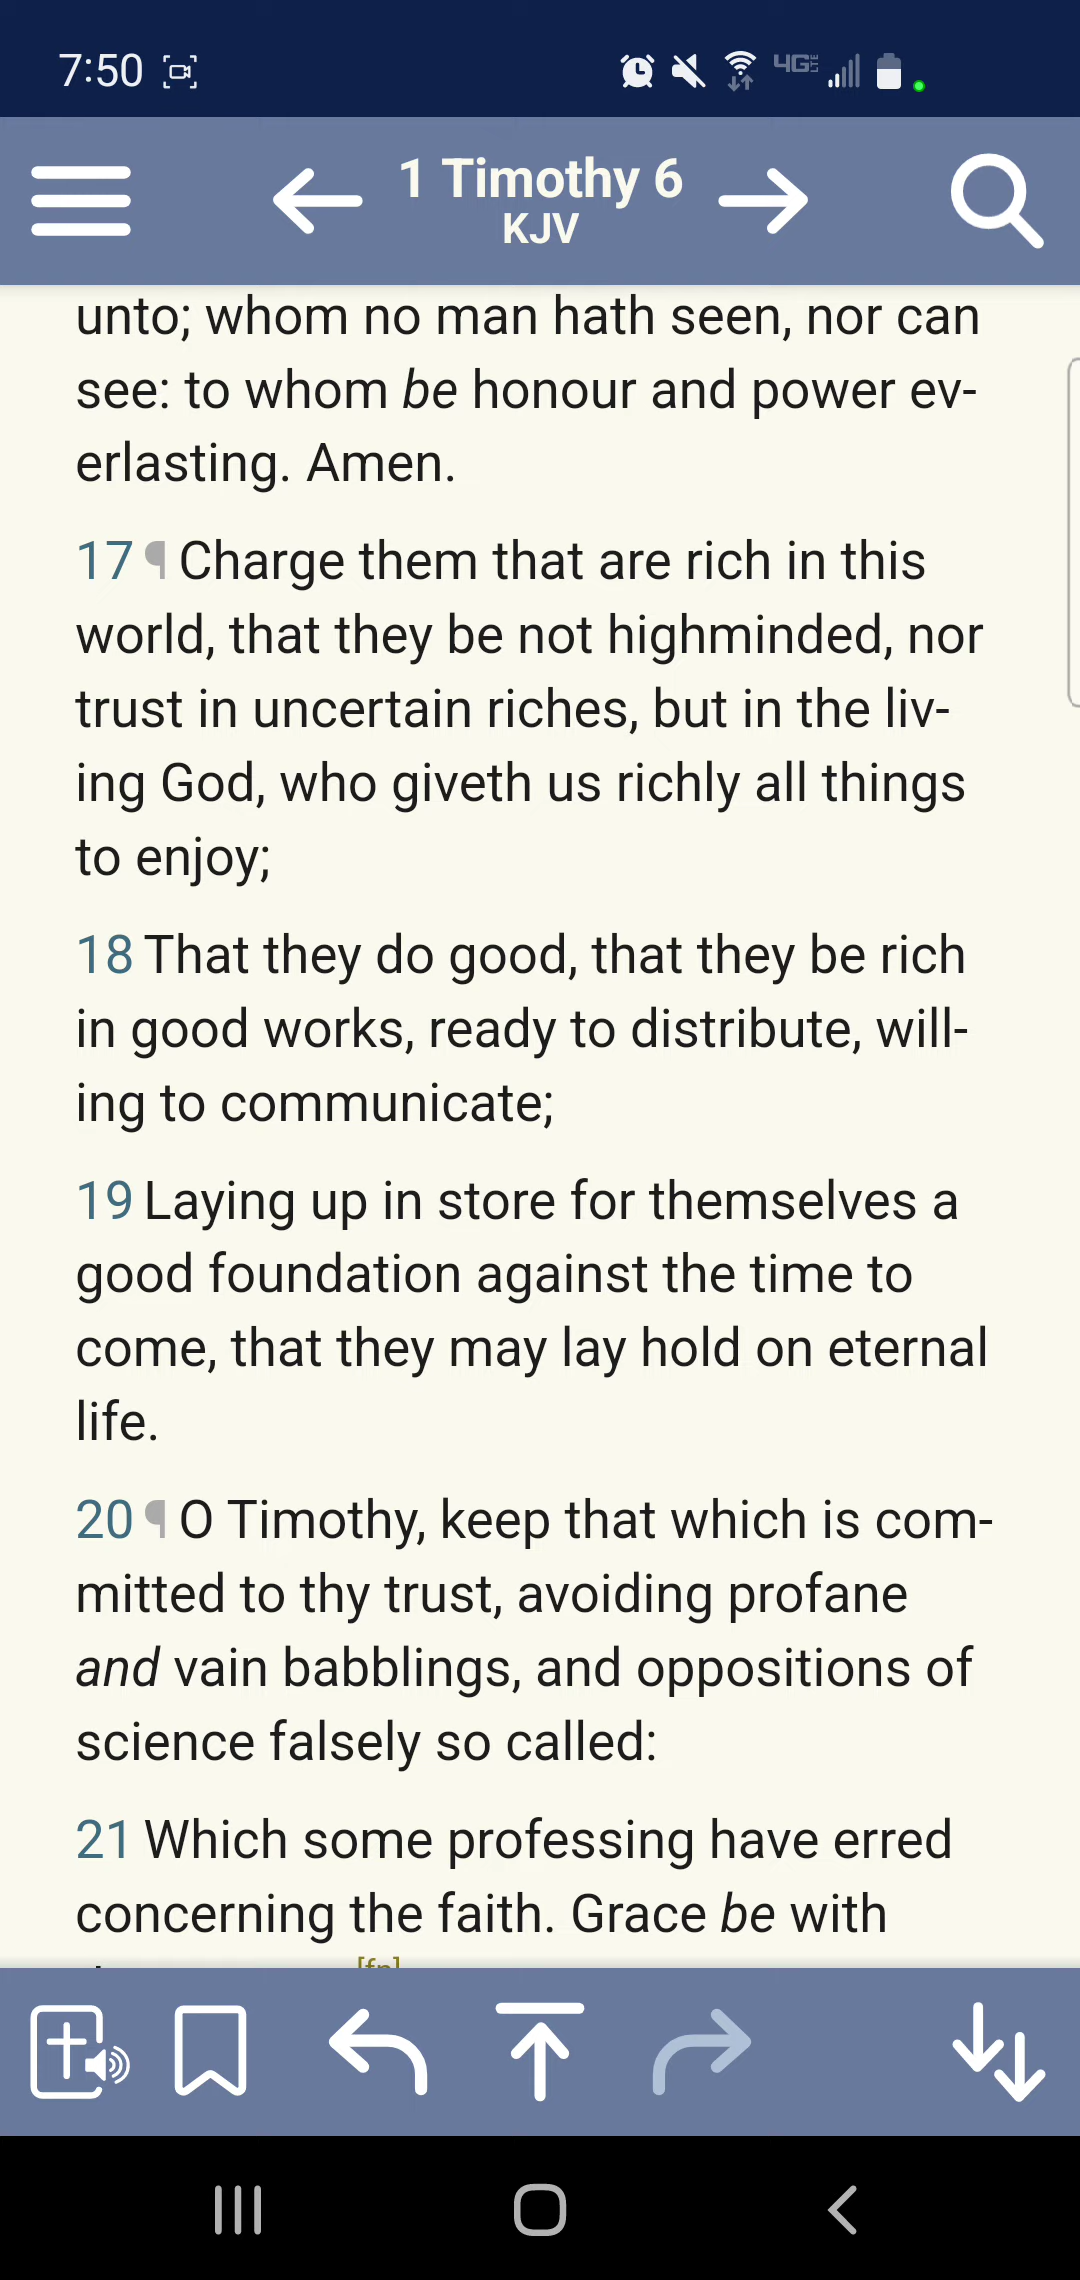 7:50 4G LTE
1 Timothy 6
KJV
unto; whom no man hath seen, nor can
see: to whom be honour and power ev-
erlasting. Amen.
17 ¶ Charge them that are rich in this
world, that they be not highminded, nor
trust in uncertain riches, but in the liv-
ing God, who giveth us richly all things
to enjoy;
18 That they do good, that they be rich
in good works, ready to distribute, will-
ing to communicate;
19 Laying up in store for themselves a
good foundation against the time to
come, that they may lay hold on eternal
life.
20 ¶ O Timothy, keep that which is com-
mitted to thy trust, avoiding profane
and vain babblings, and oppositions of
science falsely so called:
21 Which some professing have erred
concerning the faith. Grace be with
[fn]